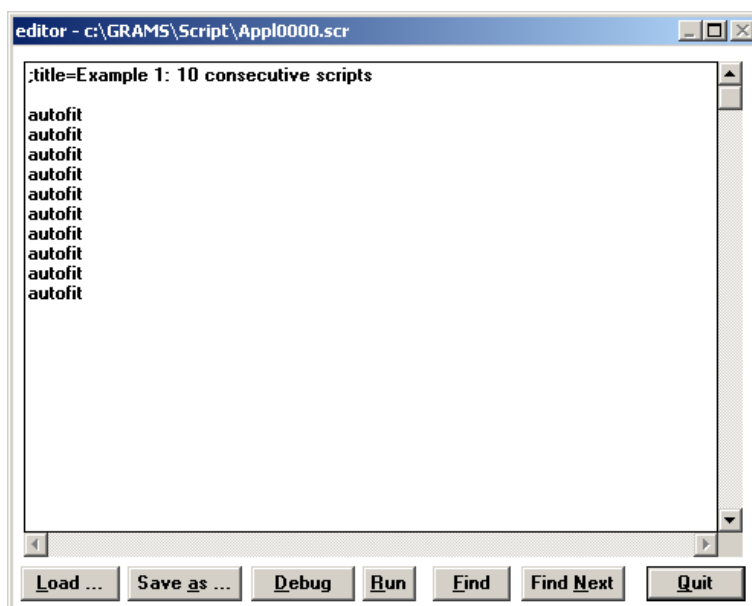 editor - c:\GRAMS\Script\Appl0000.scr
;title=Example 1: 10 consecutive scripts
autofit
autofit
autofit
autofit
autofit
autofit
autofit
autofit
autofit
autofit
Load ... Save as ... Debug Run Find Find Next Quit